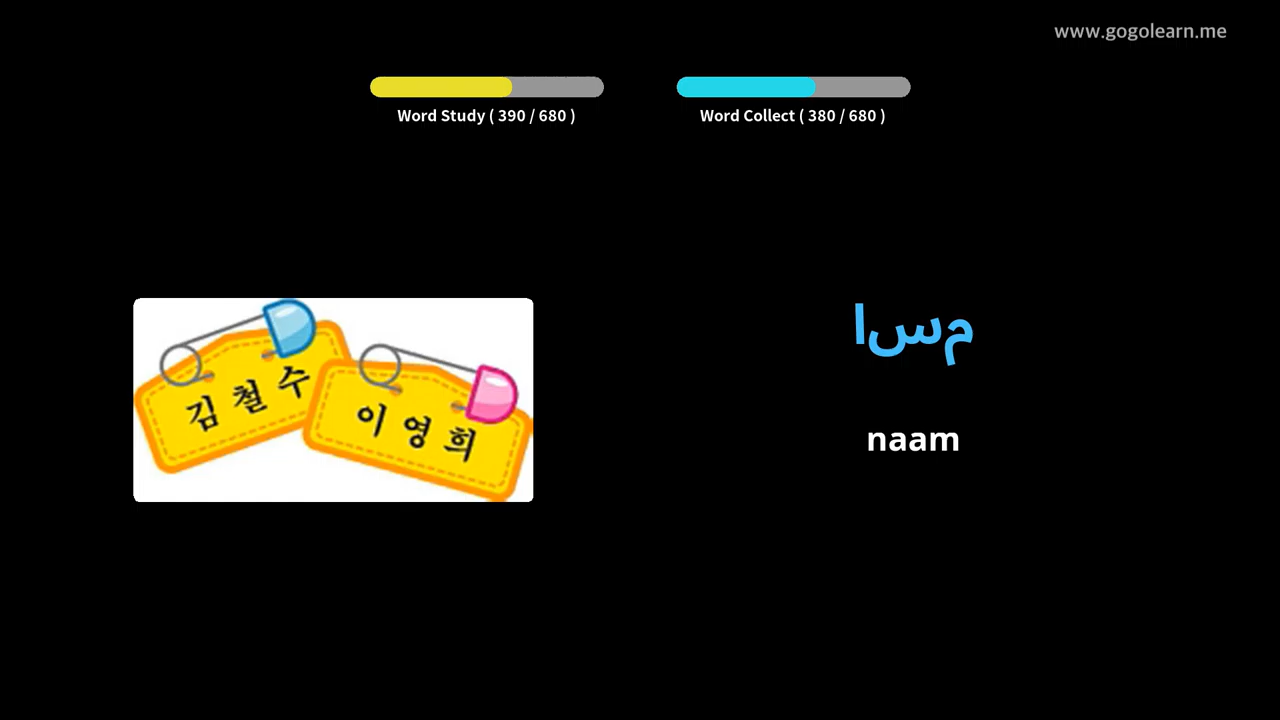 www.gogolearn.me
Word Study ( 390 / 680 )
Word Collect ( 380 / 680 )
김철수
이영희
اسم
naam